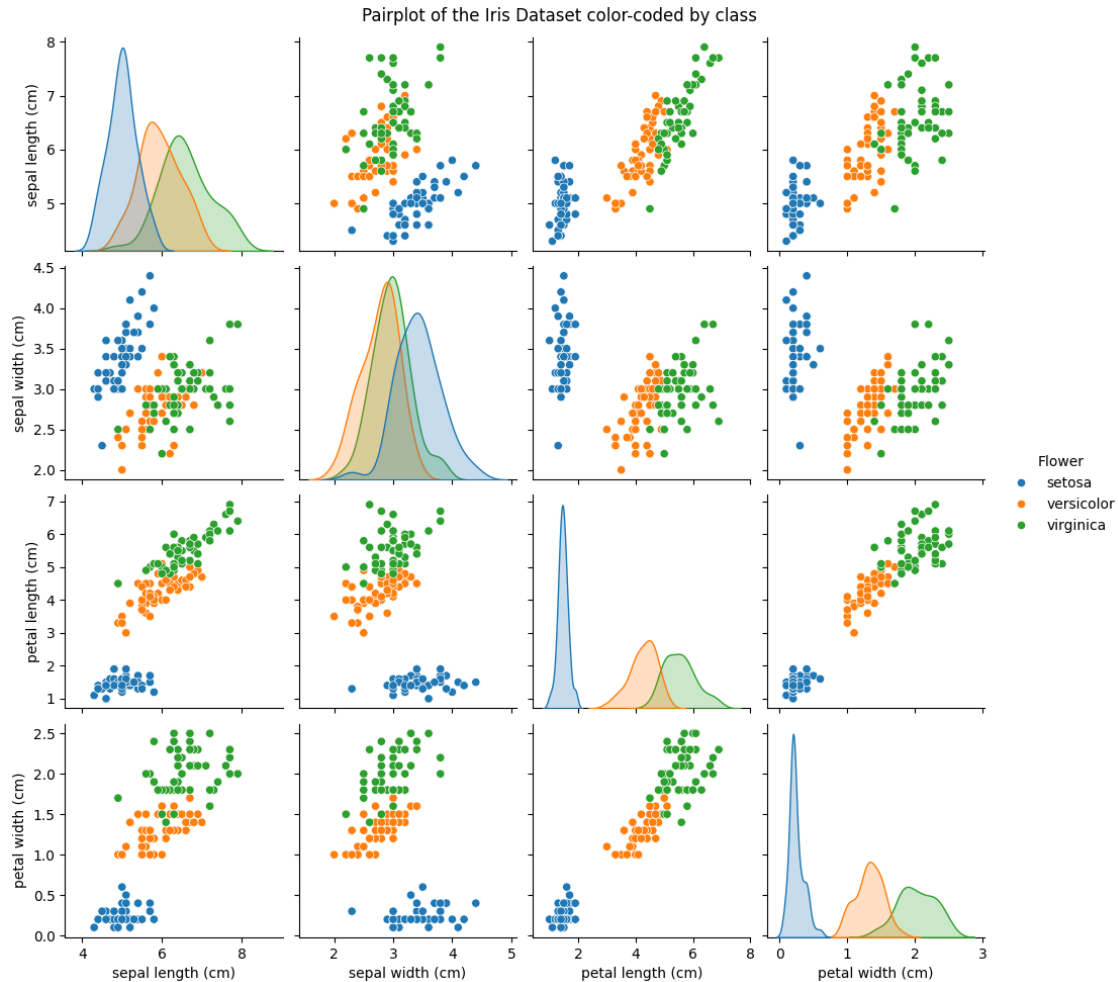 Pairplot of the Iris Dataset color-coded by class
sepal length (cm)
8
7
6
5
sepal width (cm)
4.5
4.0
3.5
3.0
2.5
2.0
Flower
setosa
versicolor
virginica
petal length (cm)
7
6
5
4
3
2
1
petal width (cm)
2.5
2.0
1.5
1.0
0.5
0.0
4 6 8
2 3 4 5
2 4 6 8
0 1 2 3
sepal length (cm)
sepal width (cm)
petal length (cm)
petal width (cm)